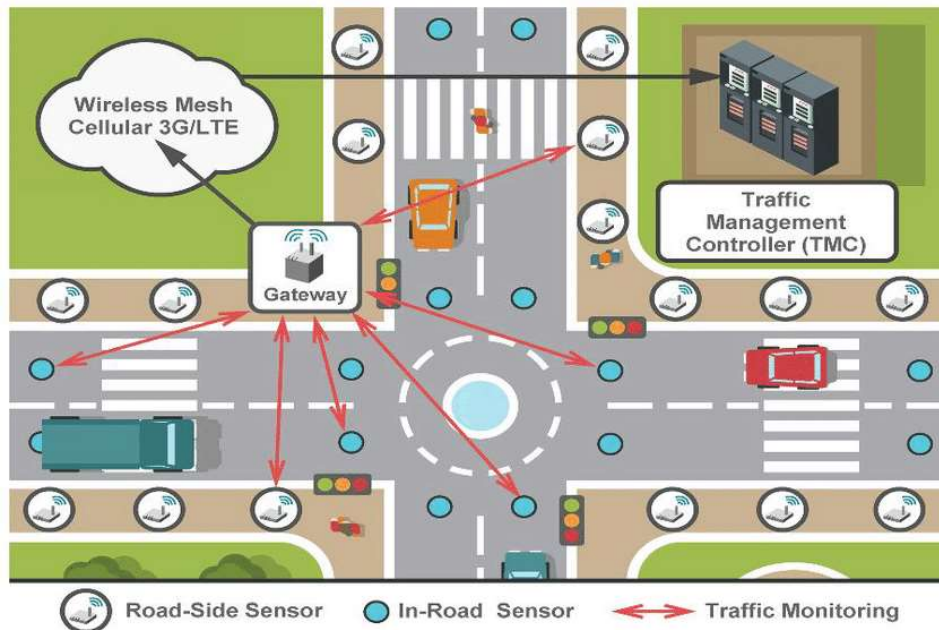 Wireless Mesh
Cellular 3G/LTE
Traffic
Management
Controller (TMC)
Gateway
Road-Side Sensor
In-Road Sensor
Traffic Monitoring